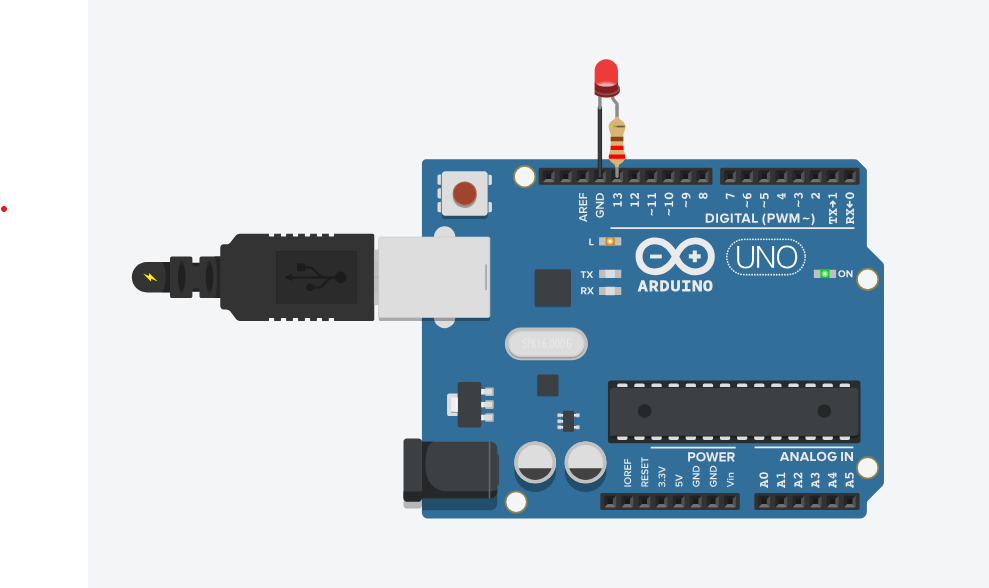 AREF
GND
13
12
~11
~10
~9
8
7
~6
~5
4
~3
2
TX→1
RX←0
DIGITAL (PWM~)
L
TX
RX
ARDUINO
UNO
ON
SPK16.000G
POWER
ANALOG IN
IOREF
RESET
3.3V
5V
GND
GND
Vin
A0
A1
A2
A3
A4
A5